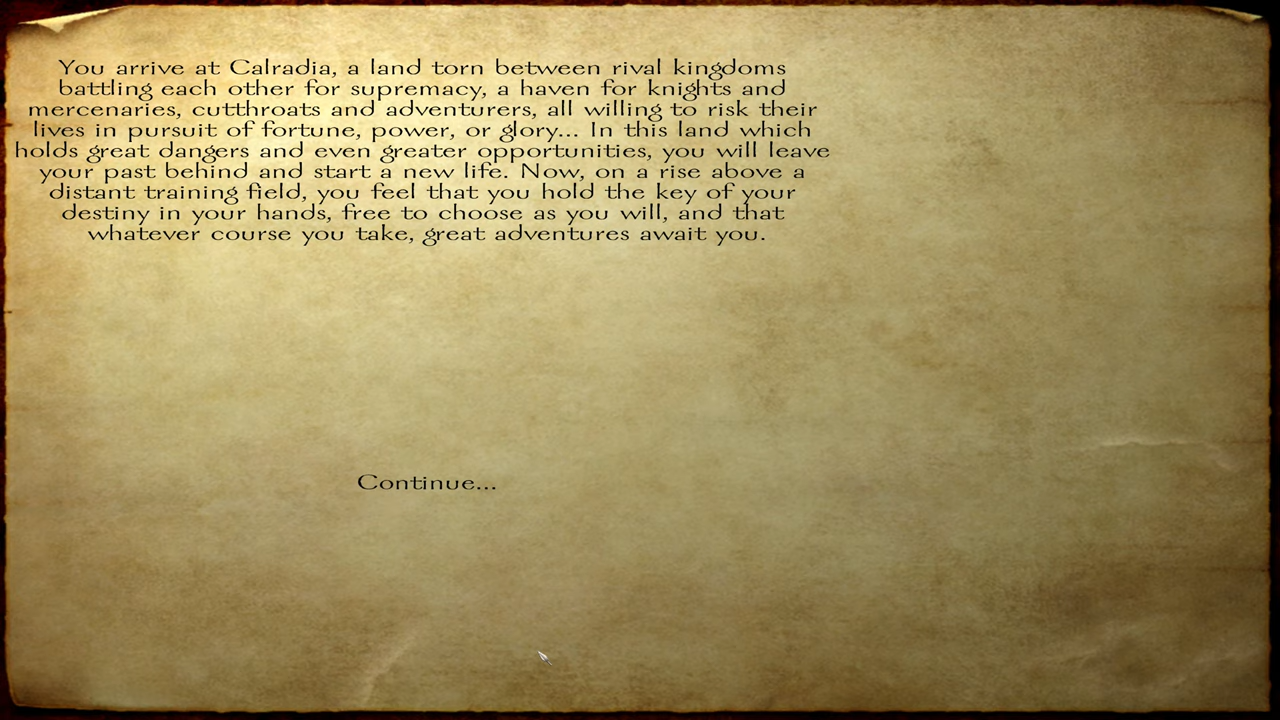 You arrive at Calradia, a land torn between rival kingdoms
battling each other for supremacy, a haven for knights and
mercenaries, cutthroats and adventurers, all willing to risk their
lives in pursuit of fortune, power, or glory... In this land which
holds great dangers and even greater opportunities, you will leave
your past behind and start a new life. Now, on a rise above a
distant training field, you feel that you hold the key of your
destiny in your hands, free to choose as you will, and that
whatever course you take, great adventures await you.
Continue...